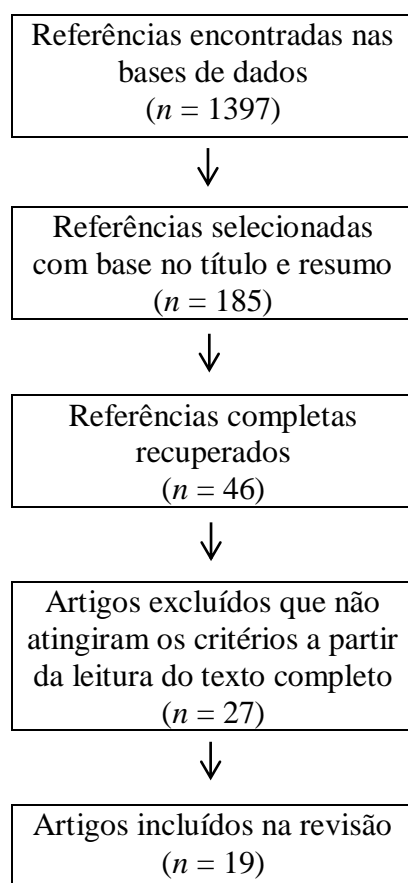 Referências encontradas nas
bases de dados
(n = 1397)
Referências selecionadas
com base no título e resumo
(n = 185)
Referências completas
recuperados
(n = 46)
Artigos excluídos que não
atingiram os critérios a partir
da leitura do texto completo
(n = 27)
Artigos incluídos na revisão
(n = 19)